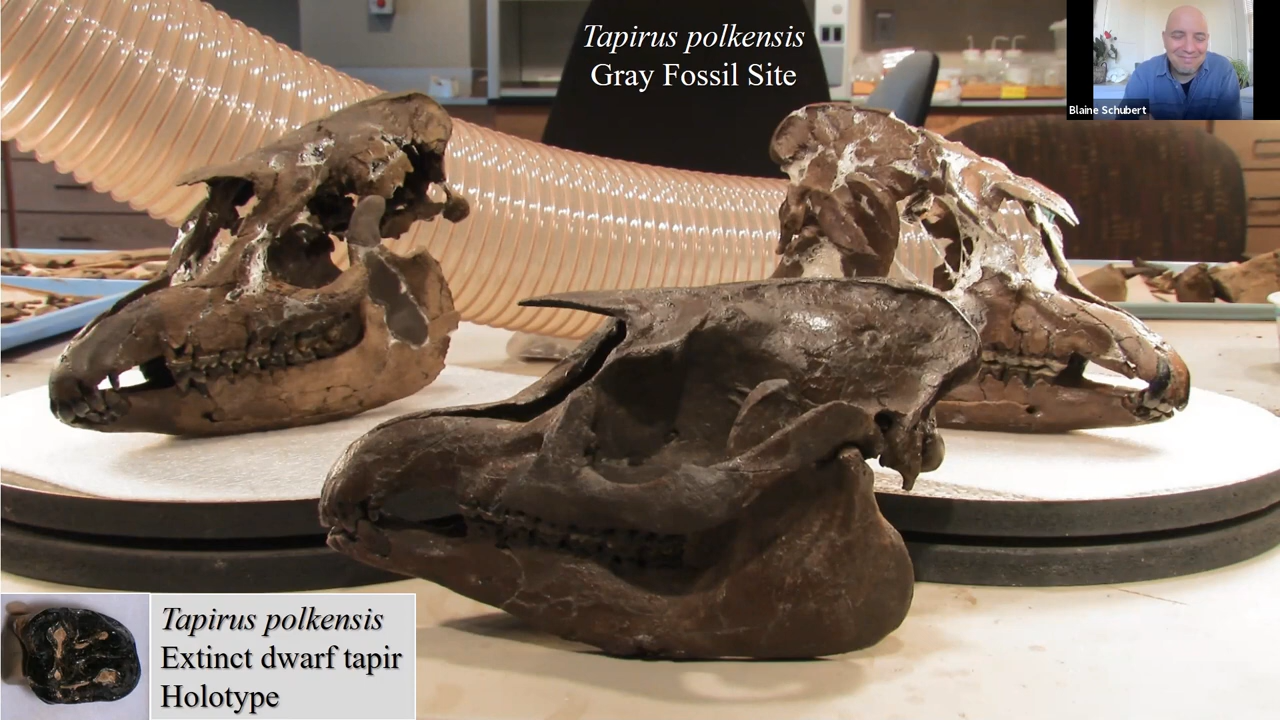 Tapirus polkensis
Gray Fossil Site
Blaine Schubert
Tapirus polkensis
Extinct dwarf tapir
Holotype